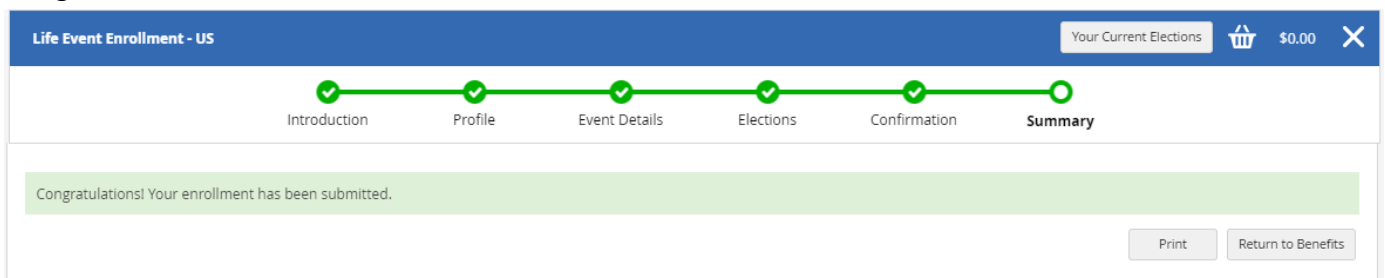 Life Event Enrollment - US
Your Current Elections
$0.00
Introduction Profile Event Details Elections Confirmation Summary
Congratulations! Your enrollment has been submitted.
Print Return to Benefits